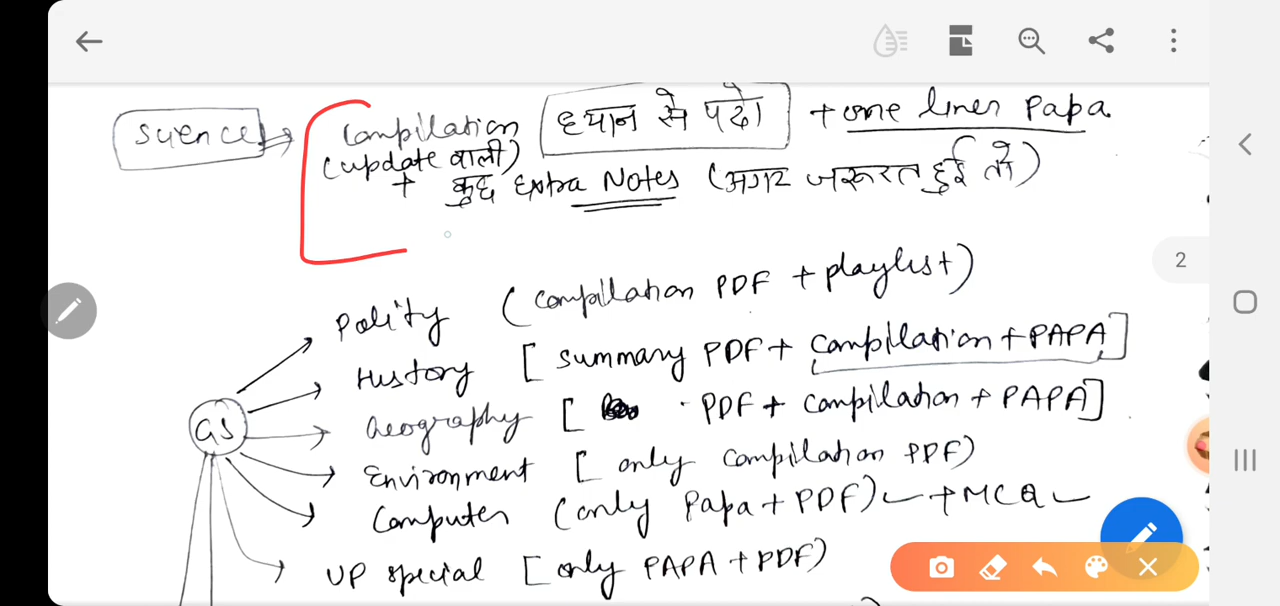 Science → Compilation ध्यान से पढ़ो + one liner Papa
(update वाली)
+ कुछ Extra Notes (अगर जरूरत हुई तो)
2
GS
Polity (Compilation PDF + playlist)
History [Summary PDF + Compilation + PAPA]
Geography [ PDF + Compilation + PAPA]
Environment [only Compilation PDF)
Computer (only Papa + PDF) + MCQ
UP special [only PAPA + PDF)